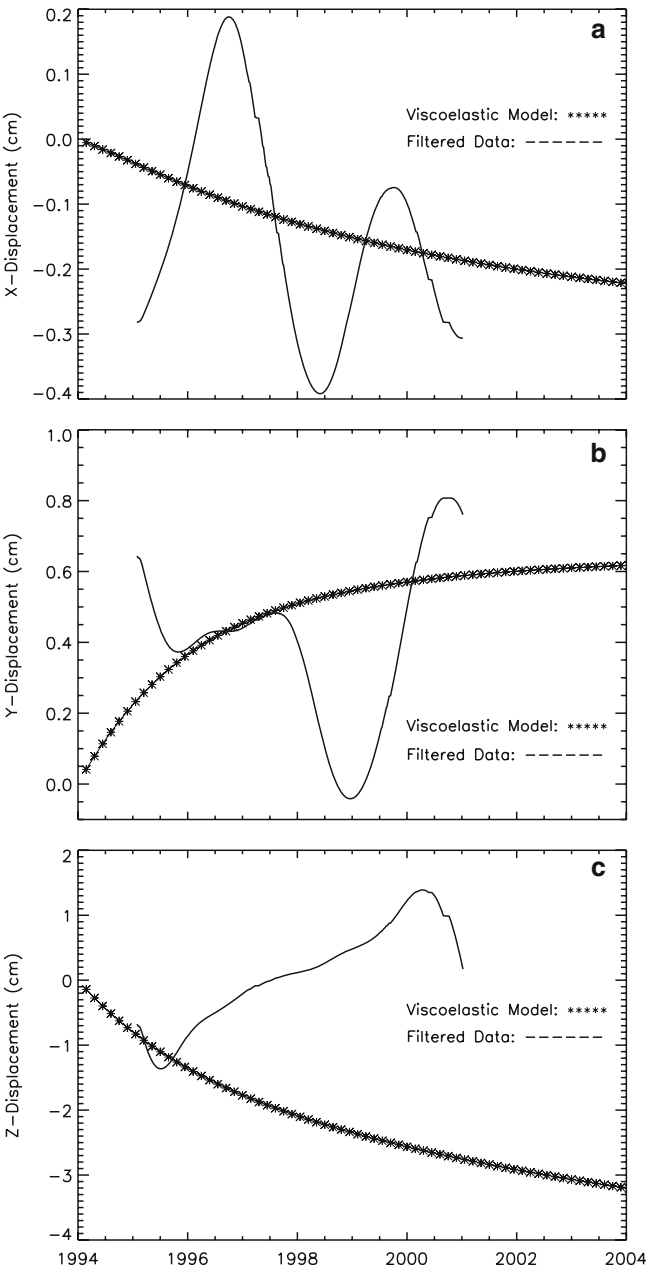 a
0.2
0.1
0.0
-0.1
-0.2
-0.3
-0.4
X-Displacement (cm)
Viscoelastic Model: *****
Filtered Data: -----
b
1.0
0.8
0.6
0.4
0.2
0.0
Y-Displacement (cm)
Viscoelastic Model: *****
Filtered Data: -----
c
2
1
0
-1
-2
-3
-4
Z-Displacement (cm)
Viscoelastic Model: *****
Filtered Data: -----
1994 1996 1998 2000 2002 2004